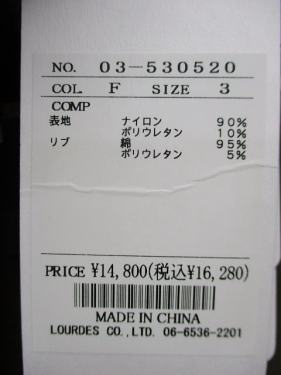 NO. 03-530520
COL. F SIZE 3
COMP
表地 ナイロン 90%
ポリウレタン 10%
リブ 綿 95%
ポリウレタン 5%
PRICE ¥14,800(税込¥16,280)
MADE IN CHINA
LOURDES CO., LTD. 06-6536-2201